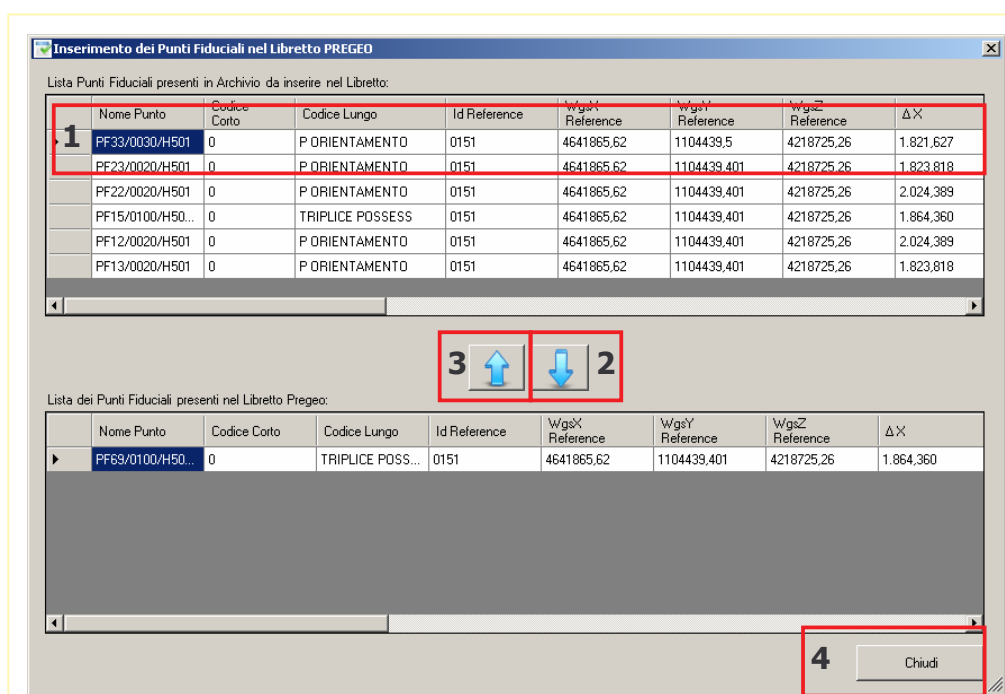 Inserimento dei Punti Fiduciali nel Libretto PREGEO
Lista Punti Fiduciali presenti in Archivio da inserire nel Libretto:
Nome Punto Codice Corto Codice Lungo Id Reference WgsX Reference WgsY Reference WgsZ Reference ΔX
1 PF33/0030/H501 0 P ORIENTAMENTO 0151 4641865,62 1104439,5 4218725,26 1.821,627
PF23/0020/H501 0 P ORIENTAMENTO 0151 4641865,62 1104439,401 4218725,26 1.823,818
PF22/0020/H501 0 P ORIENTAMENTO 0151 4641865,62 1104439,401 4218725,26 2.024,389
PF15/0100/H50... 0 TRIPLICE POSSESS 0151 4641865,62 1104439,401 4218725,26 1.864,360
PF12/0020/H501 0 P ORIENTAMENTO 0151 4641865,62 1104439,401 4218725,26 2.024,389
PF13/0020/H501 0 P ORIENTAMENTO 0151 4641865,62 1104439,401 4218725,26 1.823,818
3 2
Lista dei Punti Fiduciali presenti nel Libretto Pregeo:
Nome Punto Codice Corto Codice Lungo Id Reference WgsX Reference WgsY Reference WgsZ Reference ΔX
PF69/0100/H50... 0 TRIPLICE POSS... 0151 4641865,62 1104439,401 4218725,26 1.864,360
4 Chiudi